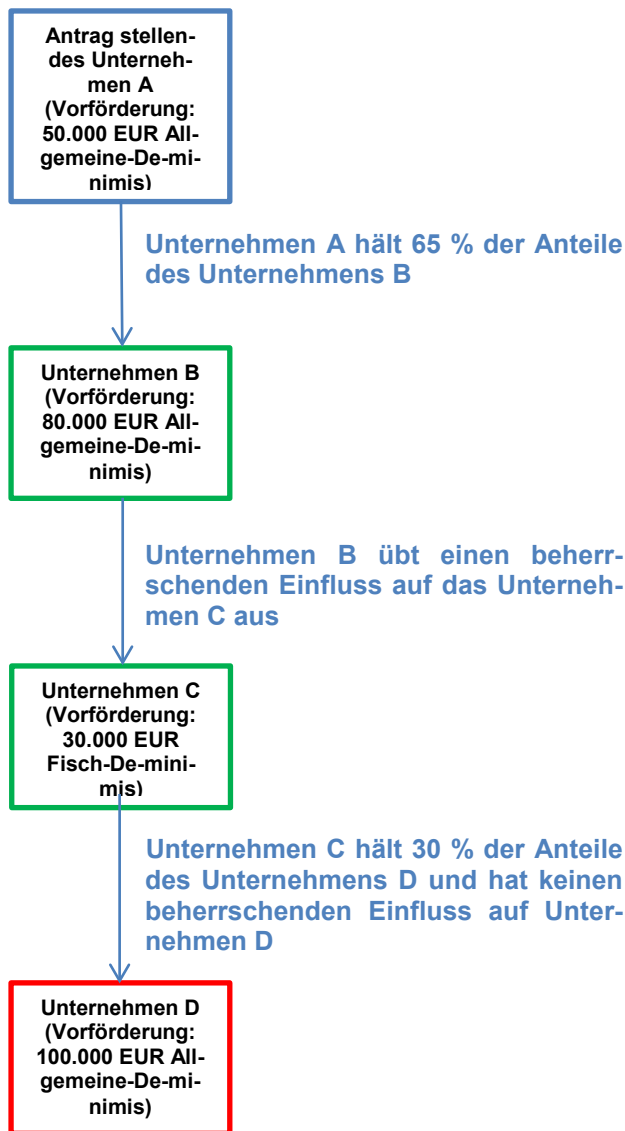 Antrag stellen-
des Unterneh-
men A
(Vorförderung:
50.000 EUR All-
gemeine-De-mi-
nimis)
Unternehmen A hält 65 % der Anteile
des Unternehmens B
Unternehmen B
(Vorförderung:
80.000 EUR All-
gemeine-De-mi-
nimis)
Unternehmen B übt einen beherr-
schenden Einfluss auf das Unterneh-
men C aus
Unternehmen C
(Vorförderung:
30.000 EUR
Fisch-De-mini-
mis)
Unternehmen C hält 30 % der Anteile
des Unternehmens D und hat keinen
beherrschenden Einfluss auf Unter-
nehmen D
Unternehmen D
(Vorförderung:
100.000 EUR All-
gemeine-De-mi-
nimis)